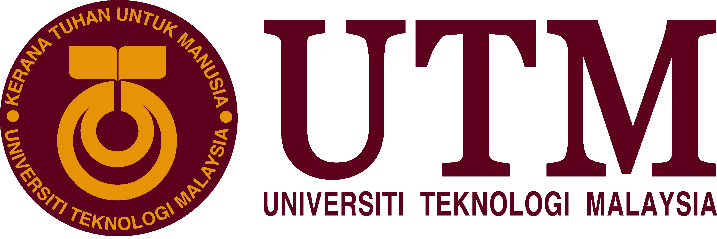 KERANA TUHAN UNTUK MANUSIA
UNIVERSITI TEKNOLOGI MALAYSIA
UTM
UNIVERSITI TEKNOLOGI MALAYSIA